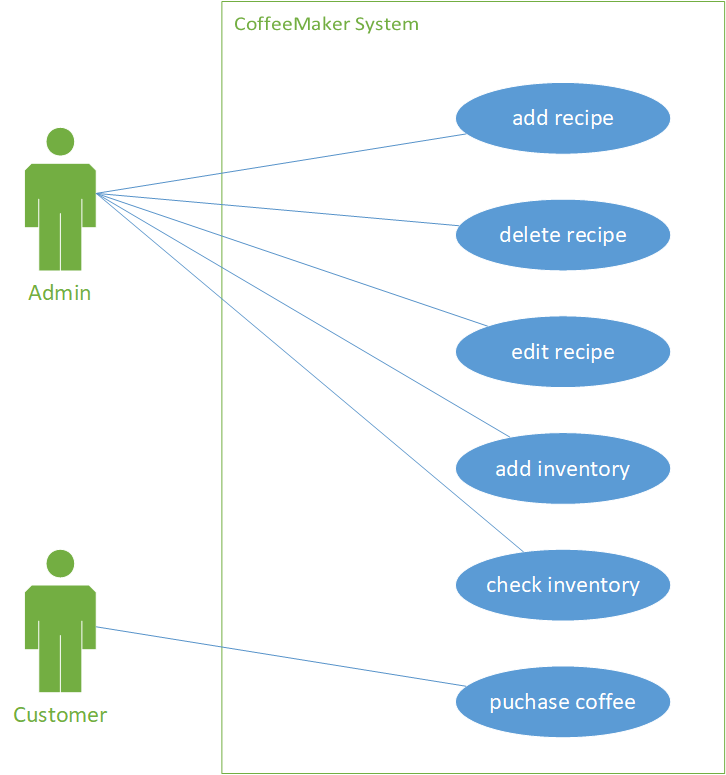 CoffeeMaker System
add recipe
delete recipe
Admin
edit recipe
add inventory
check inventory
puchase coffee
Customer